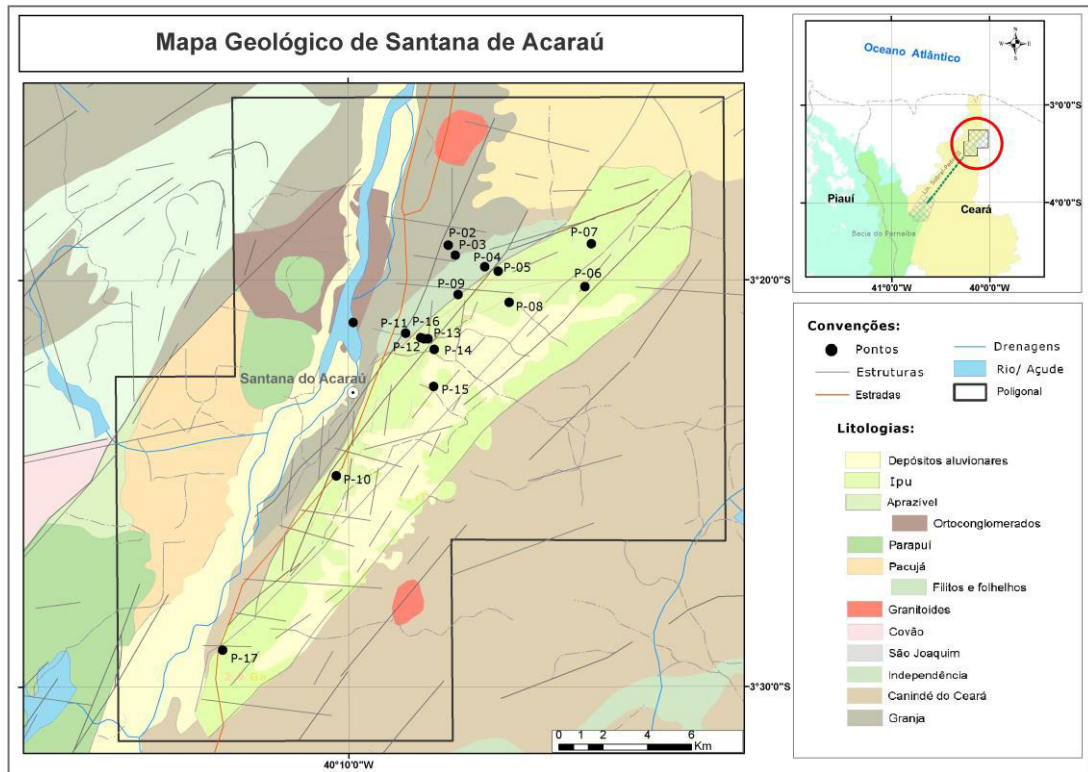 Mapa Geológico de Santana de Acaraú
P-02
P-03
P-07
P-04
P-05
P-06
P-09
P-08
P-11
P-16
P-13
P-12
P-14
Santana do Acaraú
P-15
P-10
P-17
3°20'0"S
3°30'0"S
40°10'0"W
0 1 2 4 6
Km
Oceano Atlântico
N
S
W
E
3°0'0"S
4°0'0"S
Piauí
Ceará
Bacia do Parnaíba
41°0'0"W
40°0'0"W
Convenções:
Pontos
Estruturas
Estradas
Drenagens
Rio/ Açude
Poligonal
Litologias:
Depósitos aluvionares
Ipu
Aprazível
Ortoconglomerados
Parapuí
Pacujá
Filitos e folhelhos
Granitoides
Covão
São Joaquim
Independência
Canindé do Ceará
Granja